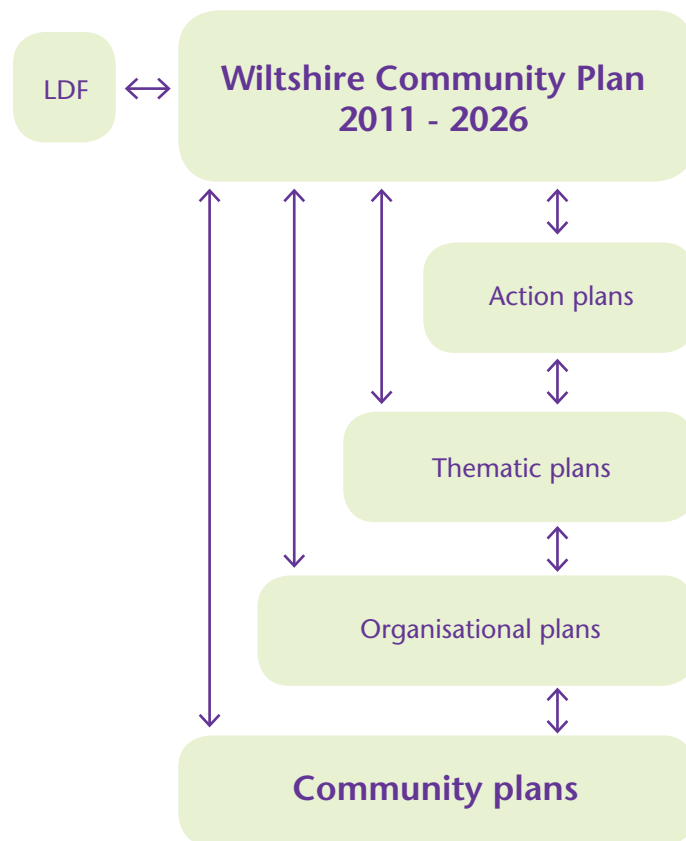 LDF
Wiltshire Community Plan
2011 - 2026
Action plans
Thematic plans
Organisational plans
Community plans